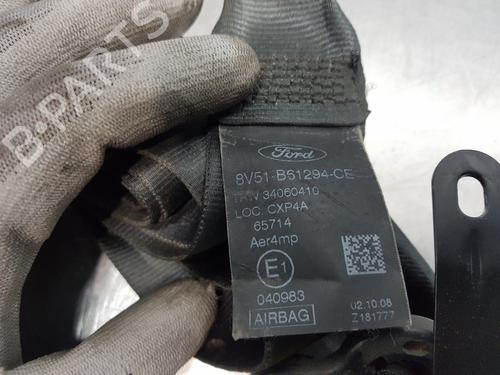 B-PARTS
Ford
8V51-B61294-CE
TRW 34060410
LOC. CXP4A
65714
Aer4mp
E1
040983
AIRBAG
02.10.08
Z181777